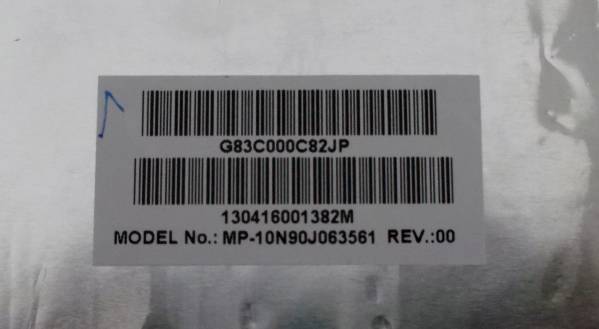 G83C000C82JP
130416001382M
MODEL No.: MP-10N90J063561 REV.:00